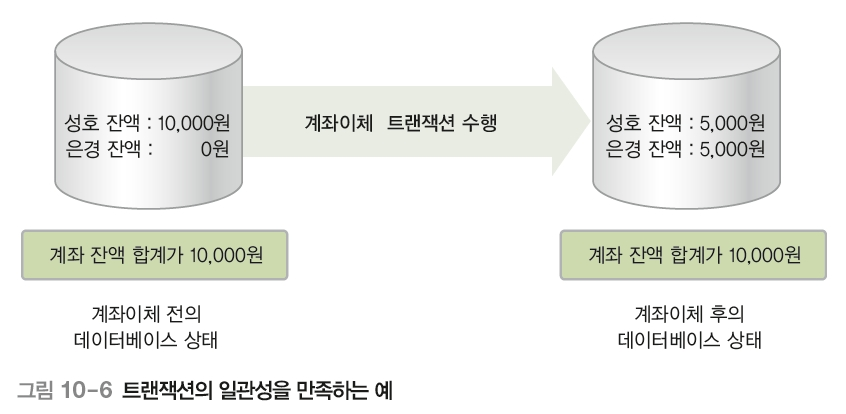 성호 잔액 : 10,000원
은경 잔액 : 0원
계좌이체 트랜잭션 수행
성호 잔액 : 5,000원
은경 잔액 : 5,000원
계좌 잔액 합계가 10,000원
계좌 잔액 합계가 10,000원
계좌이체 전의
데이터베이스 상태
계좌이체 후의
데이터베이스 상태
그림 10-6 트랜잭션의 일관성을 만족하는 예